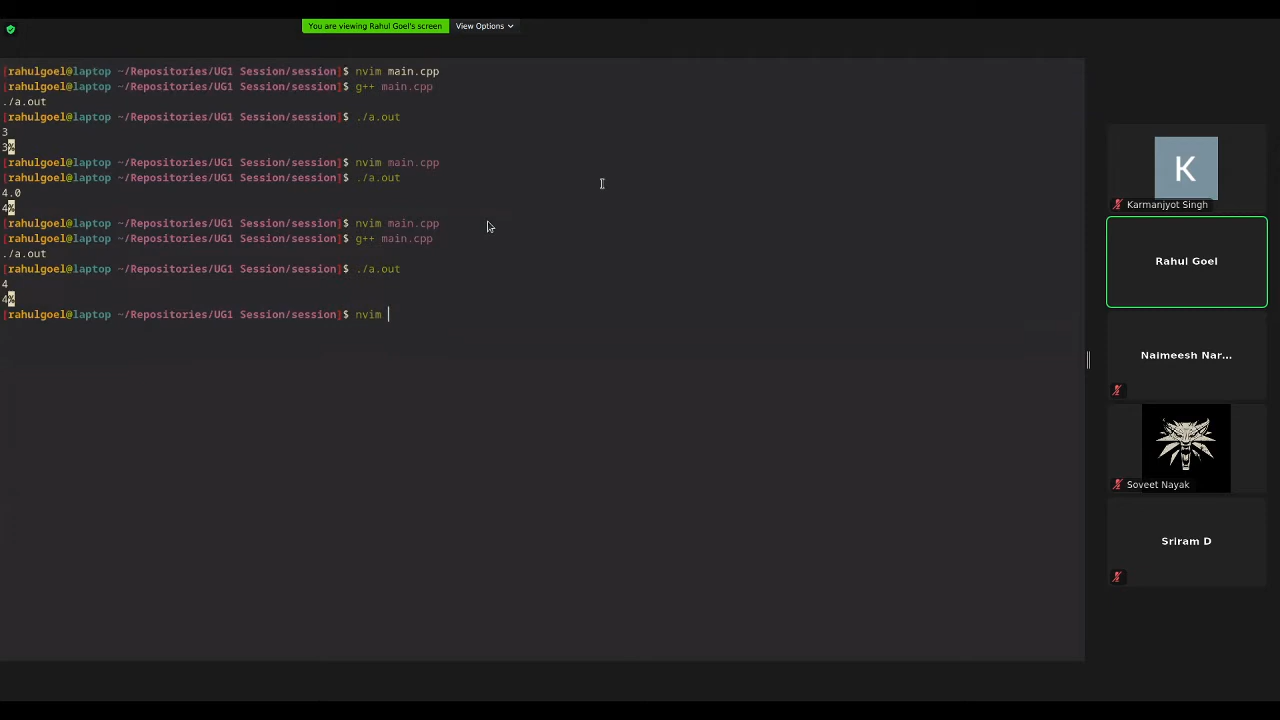 You are viewing Rahul Goel's screen View Options
[rahulgoel@laptop ~/Repositories/UG1 Session/session]$ nvim main.cpp
[rahulgoel@laptop ~/Repositories/UG1 Session/session]$ g++ main.cpp
./a.out
[rahulgoel@laptop ~/Repositories/UG1 Session/session]$ ./a.out
3
3%
[rahulgoel@laptop ~/Repositories/UG1 Session/session]$ nvim main.cpp
[rahulgoel@laptop ~/Repositories/UG1 Session/session]$ ./a.out
4.0
4%
[rahulgoel@laptop ~/Repositories/UG1 Session/session]$ nvim main.cpp
[rahulgoel@laptop ~/Repositories/UG1 Session/session]$ g++ main.cpp
./a.out
[rahulgoel@laptop ~/Repositories/UG1 Session/session]$ ./a.out
4
4%
[rahulgoel@laptop ~/Repositories/UG1 Session/session]$ nvim
K
Karmanjyot Singh
Rahul Goel
Naimeesh Nar...
Soveet Nayak
Sriram D